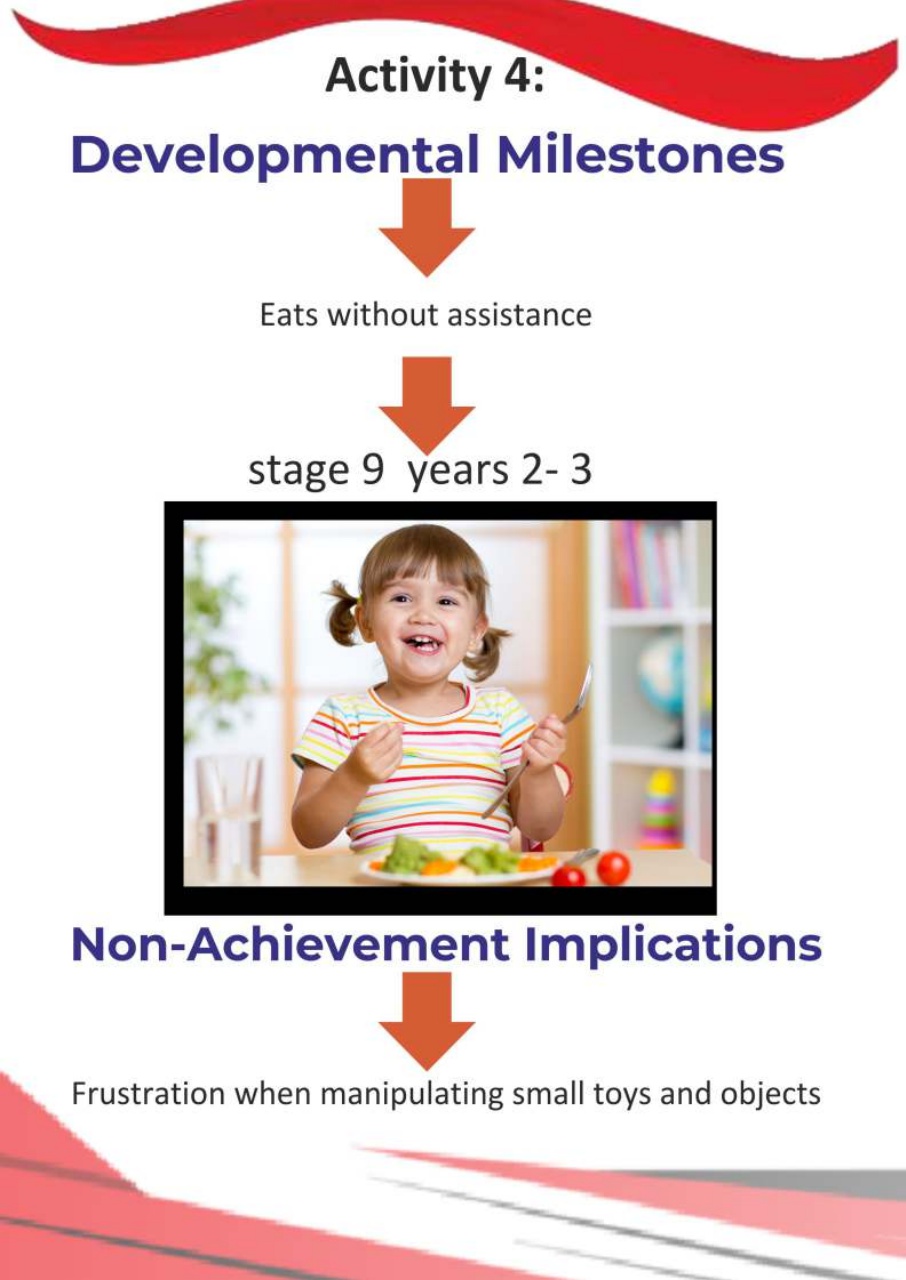 Activity 4:
Developmental Milestones
Eats without assistance
stage 9 years 2- 3
Non-Achievement Implications
Frustration when manipulating small toys and objects